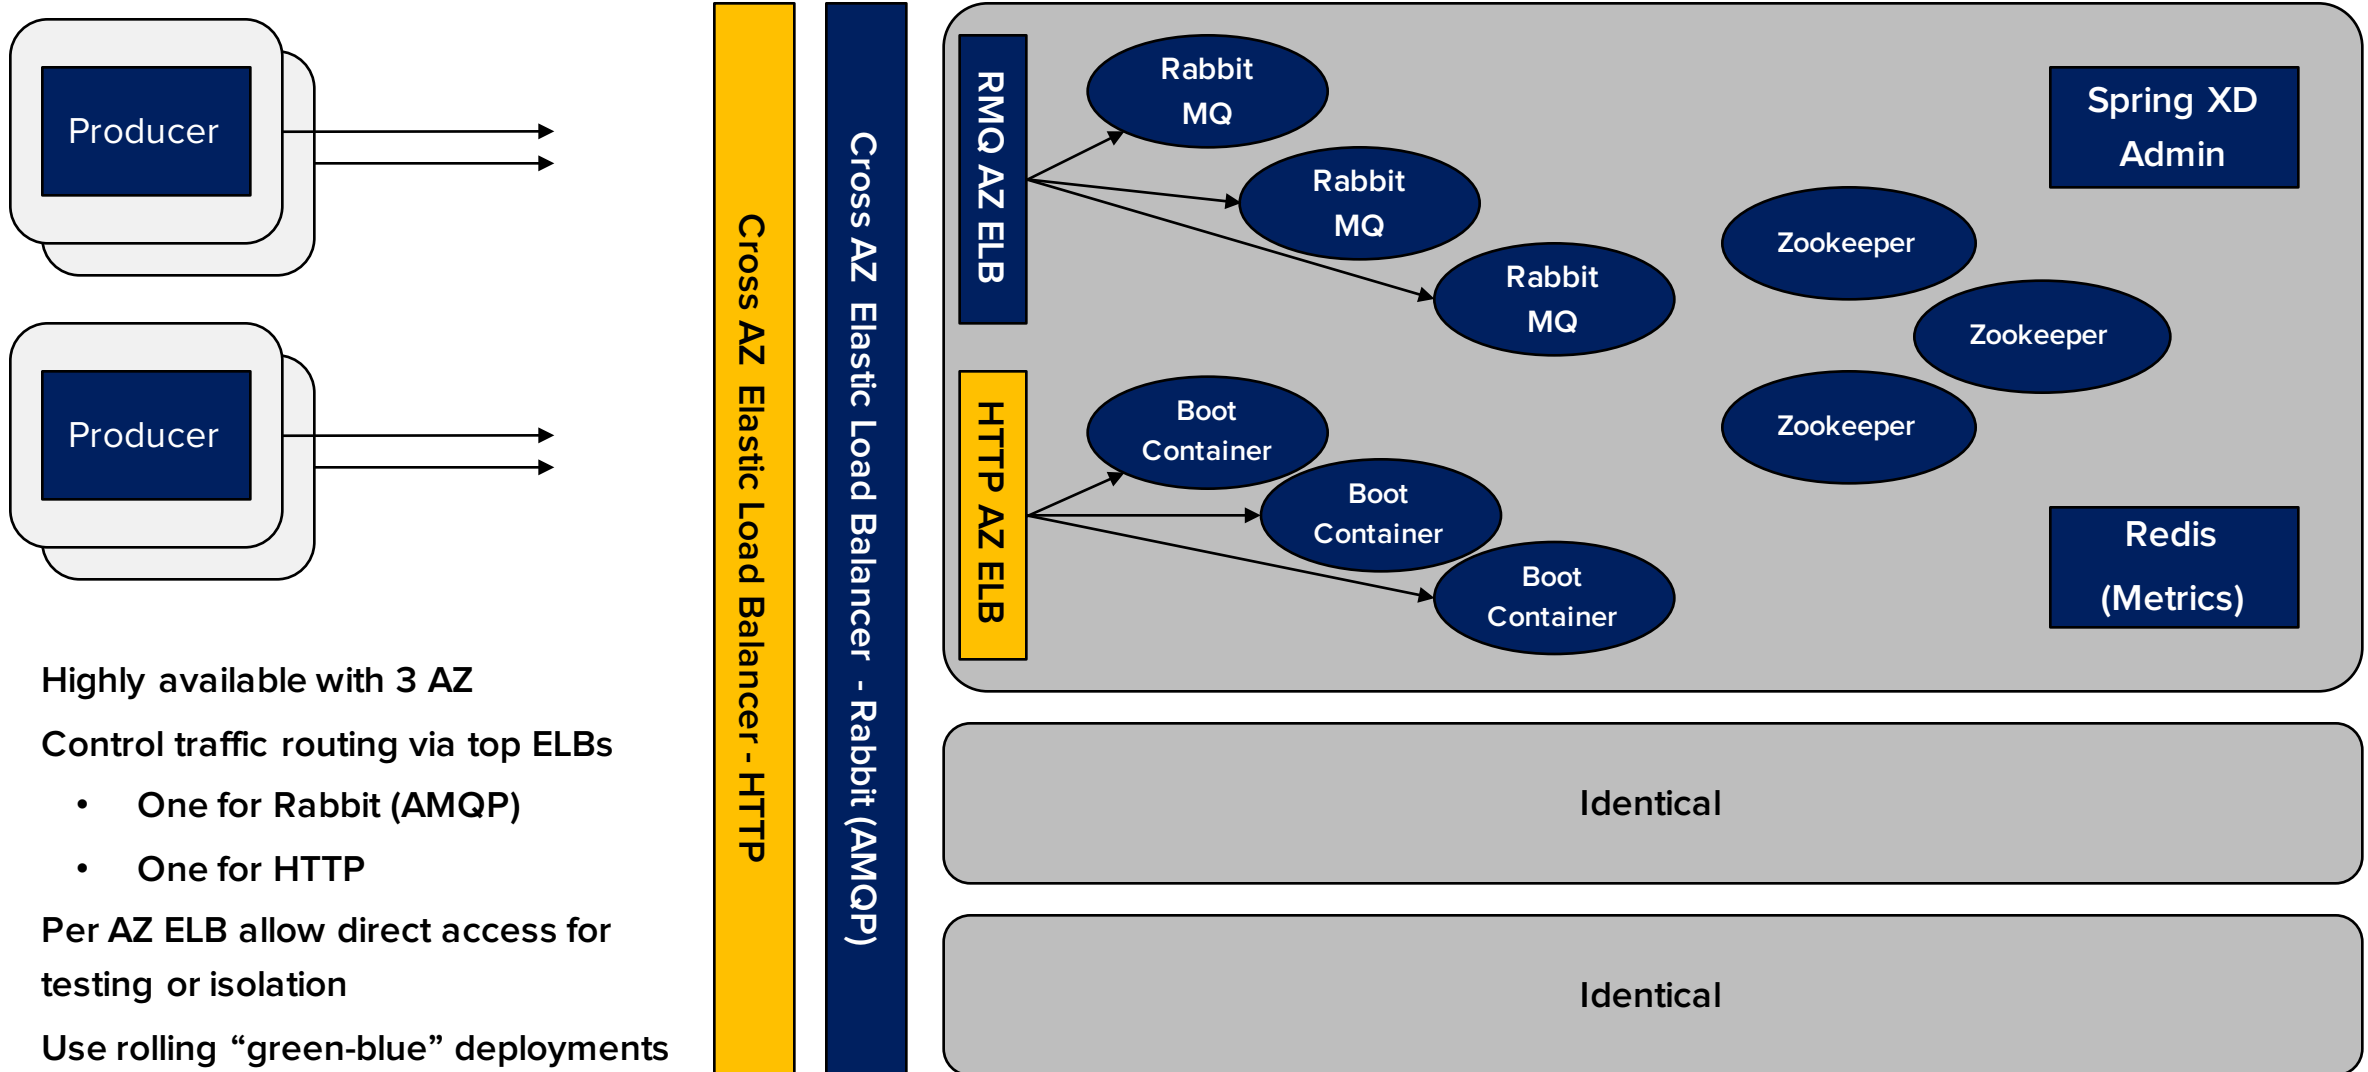 Producer
Producer
Highly available with 3 AZ
Control traffic routing via top ELBs
• One for Rabbit (AMQP)
• One for HTTP
Per AZ ELB allow direct access for
testing or isolation
Use rolling “green-blue” deployments
Cross AZ Elastic Load Balancer - HTTP
Cross AZ Elastic Load Balancer - Rabbit (AMQP)
RMQ AZ ELB
Rabbit
MQ
Rabbit
MQ
Rabbit
MQ
HTTP AZ ELB
Boot
Container
Boot
Container
Boot
Container
Zookeeper
Zookeeper
Zookeeper
Spring XD
Admin
Redis
(Metrics)
Identical
Identical